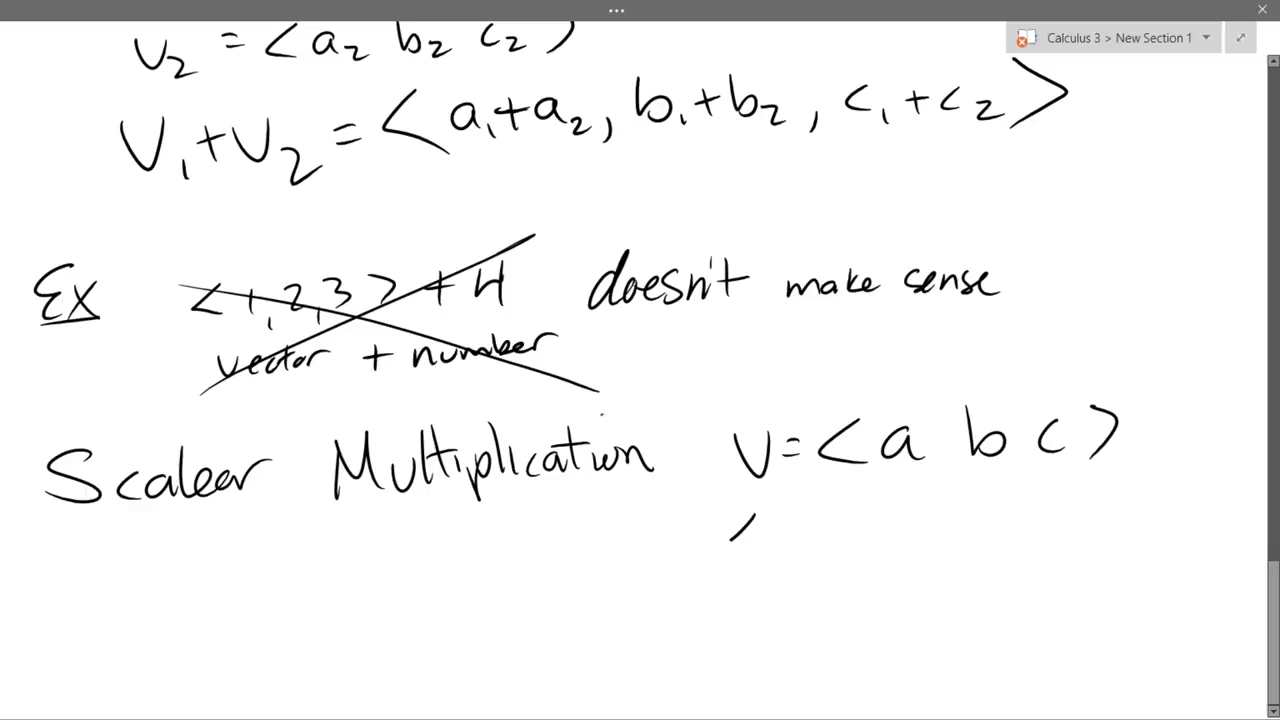 ...
Calculus 3 > New Section 1
V₂ = <a₂ b₂ c₂>
V₁+V₂ = <a₁+a₂, b₁+b₂, c₁+c₂>
Ex <1,2,3> + 4 doesn't make sense
vector + number
Scalear Multiplication V = <a b c>